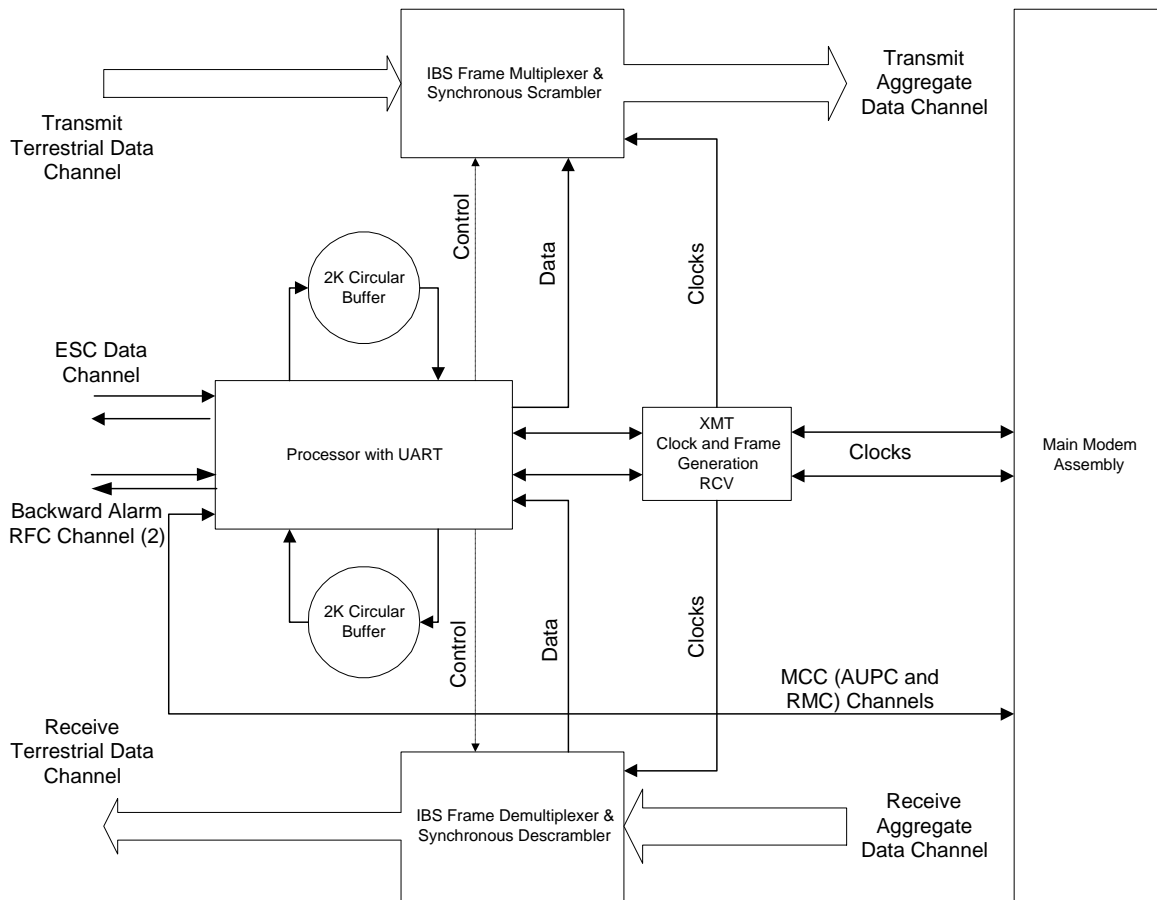 IBS Frame Multiplexer &
Synchronous Scrambler
Transmit
Aggregate
Data Channel
Transmit
Terrestrial Data
Channel
Control
Data
Clocks
2K Circular
Buffer
ESC Data
Channel
Processor with UART
XMT
Clock and Frame
Generation
RCV
Clocks
Main Modem
Assembly
Backward Alarm
RFC Channel (2)
2K Circular
Buffer
Control
Data
Clocks
MCC (AUPC and
RMC) Channels
Receive
Terrestrial Data
Channel
IBS Frame Demultiplexer &
Synchronous Descrambler
Receive
Aggregate
Data Channel